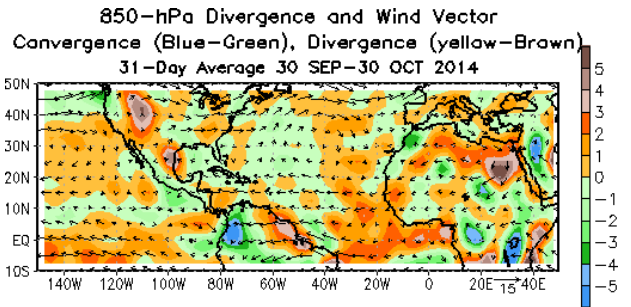 850-hPa Divergence and Wind Vector
Convergence (Blue-Green), Divergence (yellow-Brown)
31-Day Average 30 SEP-30 OCT 2014
50N
40N
30N
20N
10N
EQ
10S
140W 120W 100W 80W 60W 40W 20W 0 20E 40E
15
5
4
3
2
1
0
-1
-2
-3
-4
-5